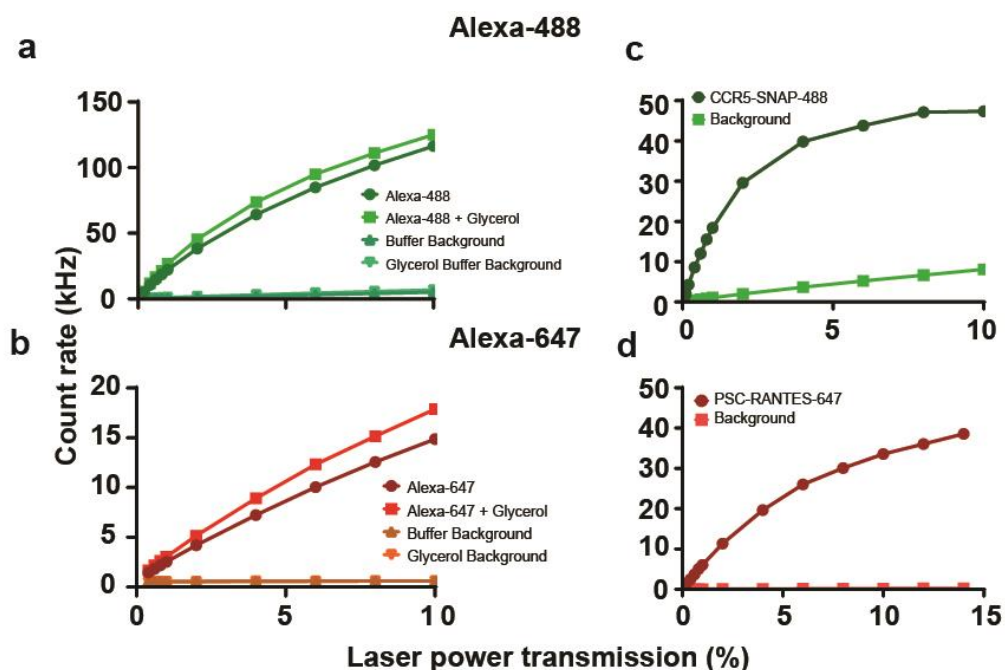 Alexa-488
a
150
100
50
0
Alexa-488
Alexa-488 + Glycerol
Buffer Background
Glycerol Buffer Background
0
5
10
c
50
40
30
20
10
0
CCR5-SNAP-488
Background
0
5
10
Count rate (kHz)
Alexa-647
b
20
15
10
5
0
Alexa-647
Alexa-647 + Glycerol
Buffer Background
Glycerol Background
0
5
10
d
50
40
30
20
10
0
PSC-RANTES-647
Background
0
5
10
15
Laser power transmission (%)